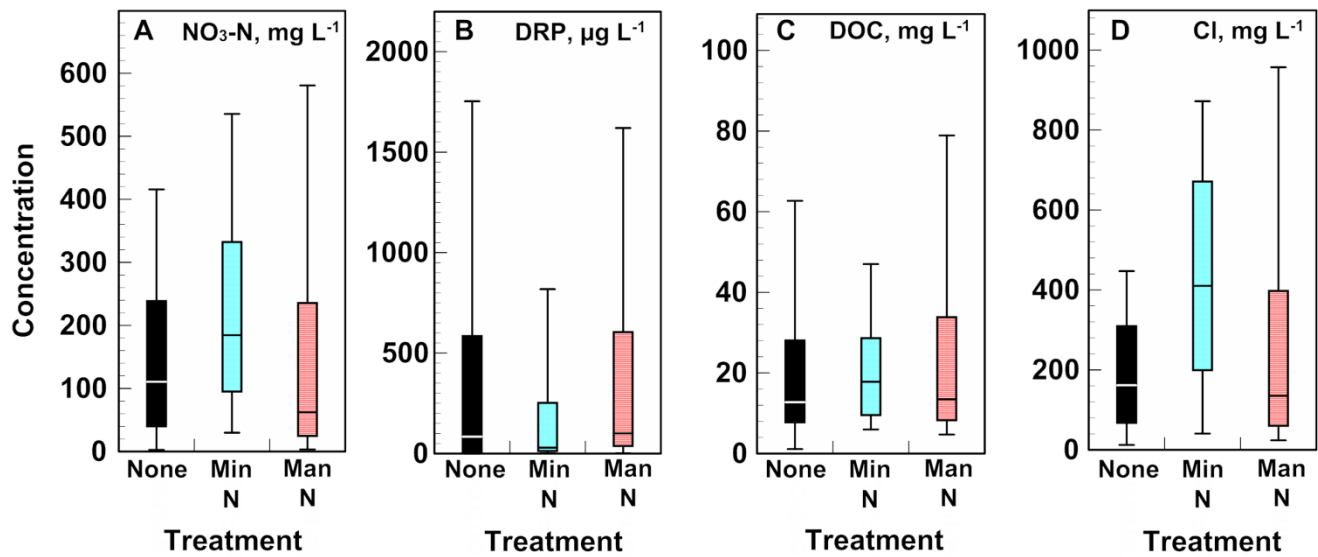 Concentration
A NO₃-N, mg L⁻¹
600
500
400
300
200
100
0
None Min N Man N
Treatment
B DRP, µg L⁻¹
2000
1500
1000
500
0
None Min N Man N
Treatment
C DOC, mg L⁻¹
100
80
60
40
20
0
None Min N Man N
Treatment
D Cl, mg L⁻¹
1000
800
600
400
200
0
None Min N Man N
Treatment